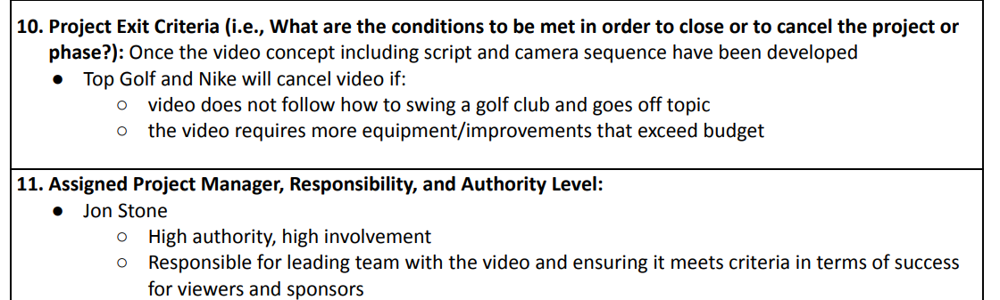 10. Project Exit Criteria (i.e., What are the conditions to be met in order to close or to cancel the project or
phase?): Once the video concept including script and camera sequence have been developed
● Top Golf and Nike will cancel video if:
○ video does not follow how to swing a golf club and goes off topic
○ the video requires more equipment/improvements that exceed budget
11. Assigned Project Manager, Responsibility, and Authority Level:
● Jon Stone
○ High authority, high involvement
○ Responsible for leading team with the video and ensuring it meets criteria in terms of success
for viewers and sponsors